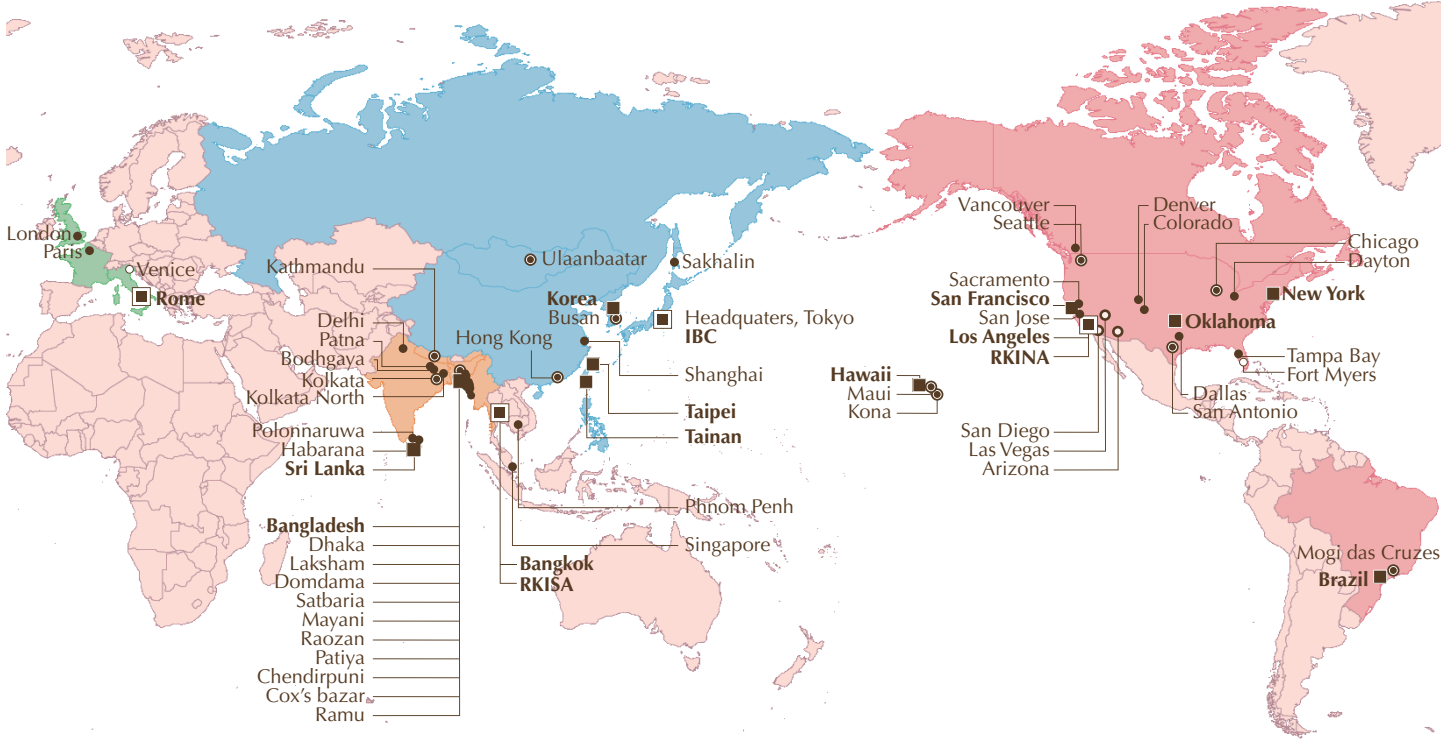 London
Paris
Venice
Rome
Kathmandu
Delhi
Patna
Bodhgaya
Kolkata
Kolkata North
Polonnaruwa
Habarana
Sri Lanka
Bangladesh
Dhaka
Laksham
Domdama
Satbaria
Mayani
Raozan
Patiya
Chendirpuni
Cox's bazar
Ramu
Ulaanbaatar
Sakhalin
Korea
Busan
Hong Kong
Headquaters, Tokyo
IBC
Shanghai
Taipei
Tainan
Phnom Penh
Singapore
Bangkok
RKISA
Hawaii
Maui
Kona
Vancouver
Seattle
Sacramento
San Francisco
San Jose
Los Angeles
RKINA
San Diego
Las Vegas
Arizona
Denver
Colorado
Chicago
Dayton
New York
Oklahoma
Tampa Bay
Fort Myers
Dallas
San Antonio
Mogi das Cruzes
Brazil